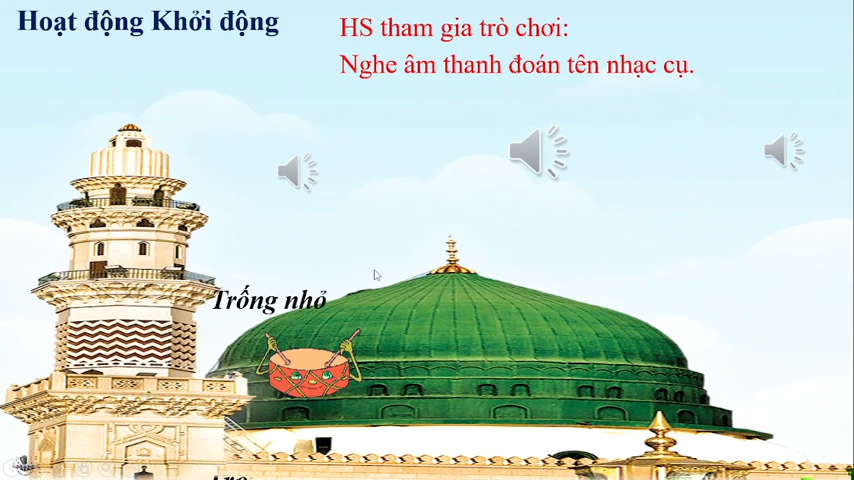 Hoạt động Khởi động
HS tham gia trò chơi:
Nghe âm thanh đoán tên nhạc cụ.
Trống nhỏ